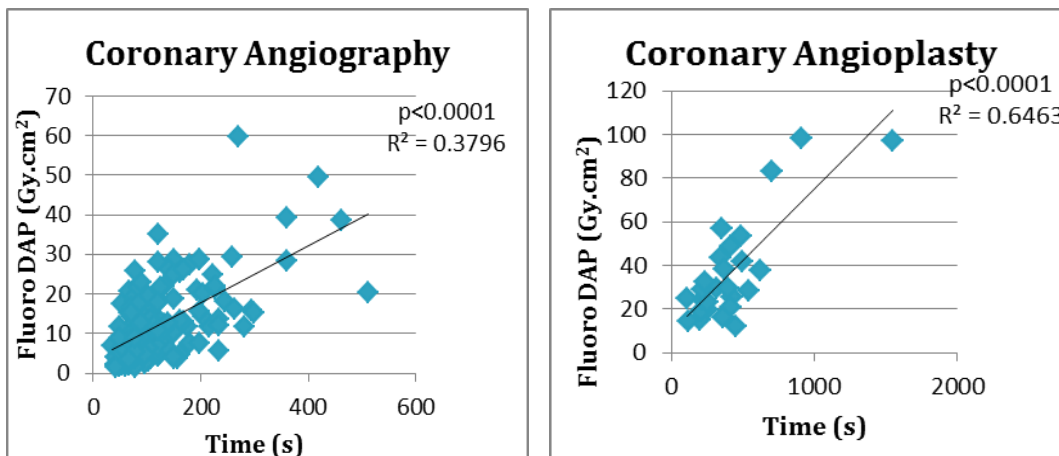 Coronary Angiography
p<0.0001
R² = 0.3796
Fluoro DAP (Gy.cm²)
70
60
50
40
30
20
10
0
0 200 400 600
Time (s)
Coronary Angioplasty
p<0.0001
R² = 0.6463
Fluoro DAP (Gy.cm²)
120
100
80
60
40
20
0
0 1000 2000
Time (s)